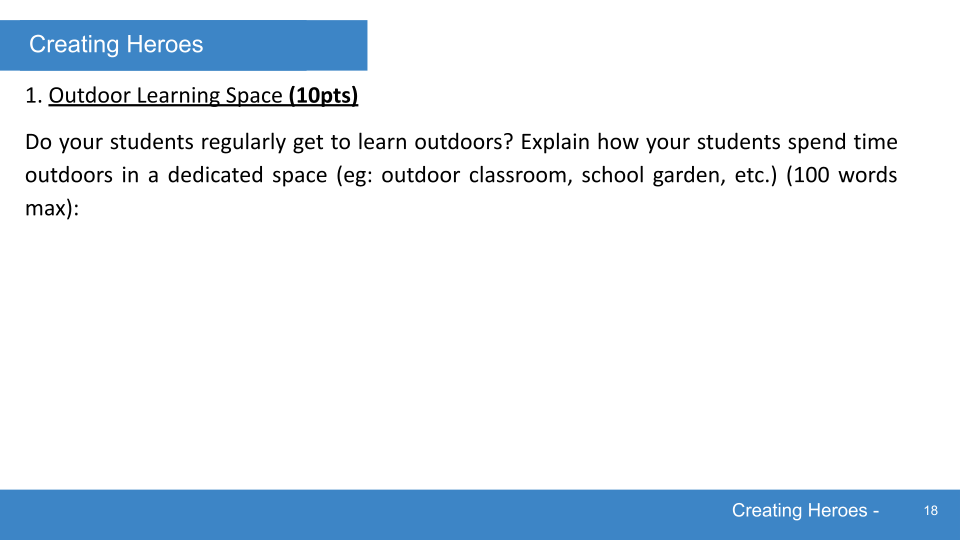 Creating Heroes
1. Outdoor Learning Space (10pts)
Do your students regularly get to learn outdoors? Explain how your students spend time
outdoors in a dedicated space (eg: outdoor classroom, school garden, etc.) (100 words
max):
Creating Heroes -
18